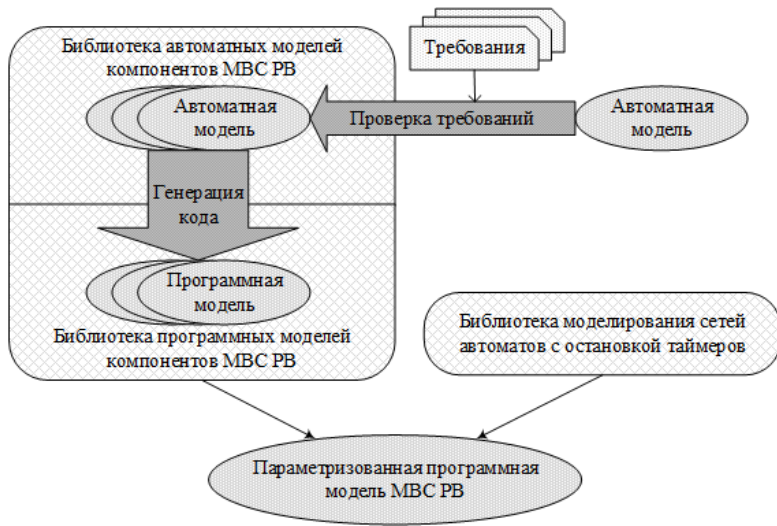 Библиотека автоматных моделей
компонентов МВС РВ
Требования
Автоматная
модель
Проверка требований
Автоматная
модель
Генерация
кода
Программная
модель
Библиотека программных моделей
компонентов МВС РВ
Библиотека моделирования сетей
автоматов с остановкой таймеров
Параметризованная программная
модель МВС РВ